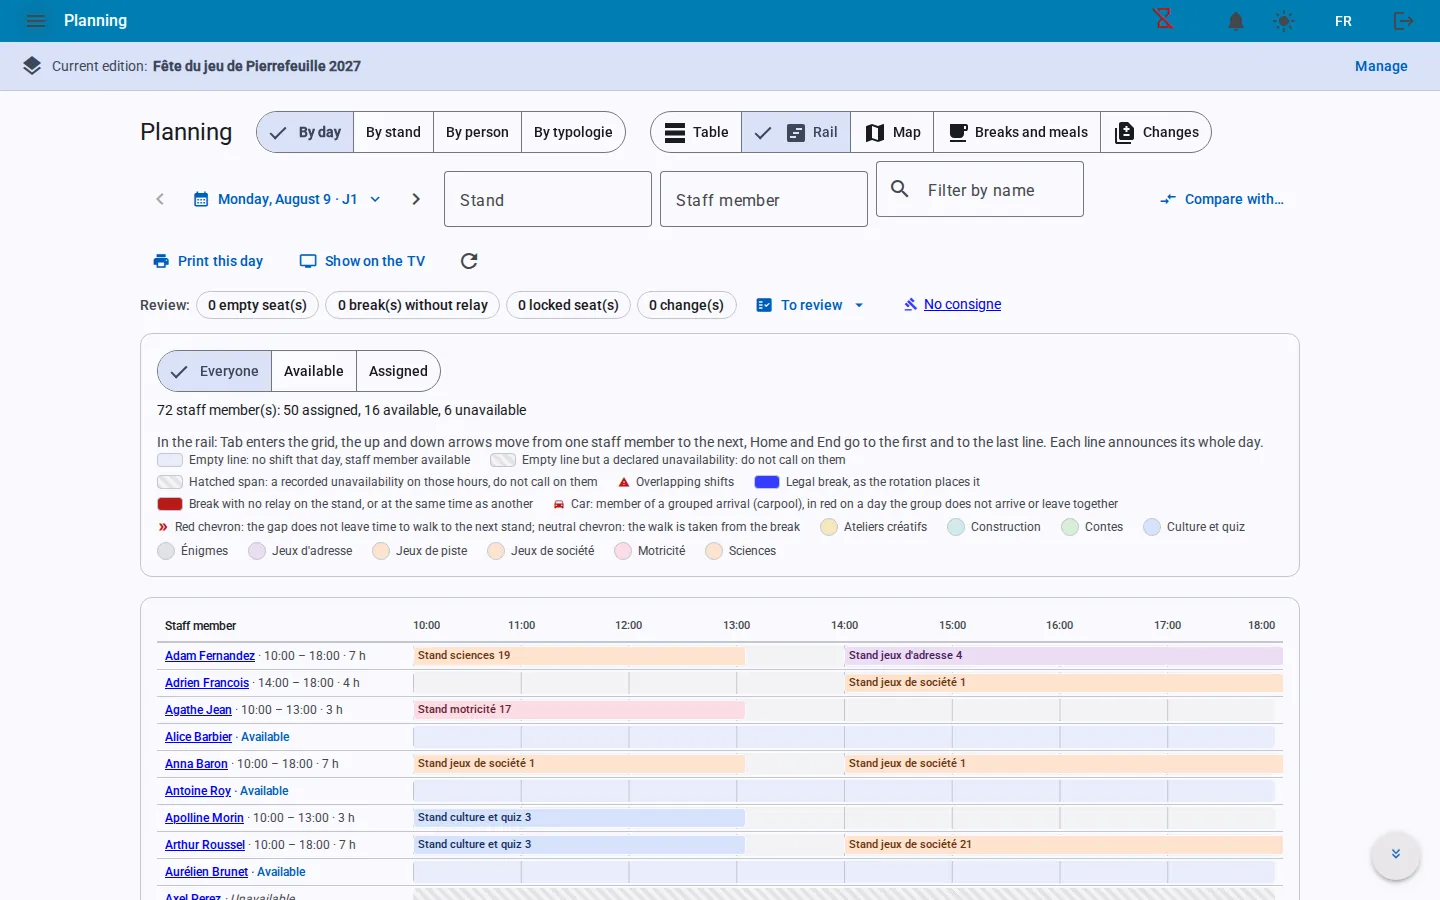 Planning
FR
Current edition: Fête du jeu de Pierrefeuille 2027
Manage
Planning
By day
By stand
By person
By typologie
Table
Rail
Map
Breaks and meals
Changes
Monday, August 9 · J1
Stand
Staff member
Filter by name
Compare with...
Print this day
Show on the TV
Review:
0 empty seat(s)
0 break(s) without relay
0 locked seat(s)
0 change(s)
To review
No consigne
Everyone
Available
Assigned
72 staff member(s): 50 assigned, 16 available, 6 unavailable
In the rail: Tab enters the grid, the up and down arrows move from one staff member to the next, Home and End go to the first and to the last line. Each line announces its whole day.
Empty line: no shift that day, staff member available
Empty line but a declared unavailability: do not call on them
Hatched span: a recorded unavailability on those hours, do not call on them
Overlapping shifts
Legal break, as the rotation places it
Break with no relay on the stand, or at the same time as another
Car: member of a grouped arrival (carpool), in red on a day the group does not arrive or leave together
Red chevron: the gap does not leave time to walk to the next stand; neutral chevron: the walk is taken from the break
Ateliers créatifs
Construction
Contes
Culture et quiz
Énigmes
Jeux d'adresse
Jeux de piste
Jeux de société
Motricité
Sciences
Staff member
10:00
11:00
12:00
13:00
14:00
15:00
16:00
17:00
18:00
Adam Fernandez · 10:00 – 18:00 · 7 h
Stand sciences 19
Stand jeux d'adresse 4
Adrien Francois · 14:00 – 18:00 · 4 h
Stand jeux de société 1
Agathe Jean · 10:00 – 13:00 · 3 h
Stand motricité 17
Alice Barbier · Available
Anna Baron · 10:00 – 18:00 · 7 h
Stand jeux de société 1
Stand jeux de société 1
Antoine Roy · Available
Apolline Morin · 10:00 – 13:00 · 3 h
Stand culture et quiz 3
Arthur Roussel · 10:00 – 18:00 · 7 h
Stand culture et quiz 3
Stand jeux de société 21
Aurélien Brunet · Available
Axel Perez · Unavailable